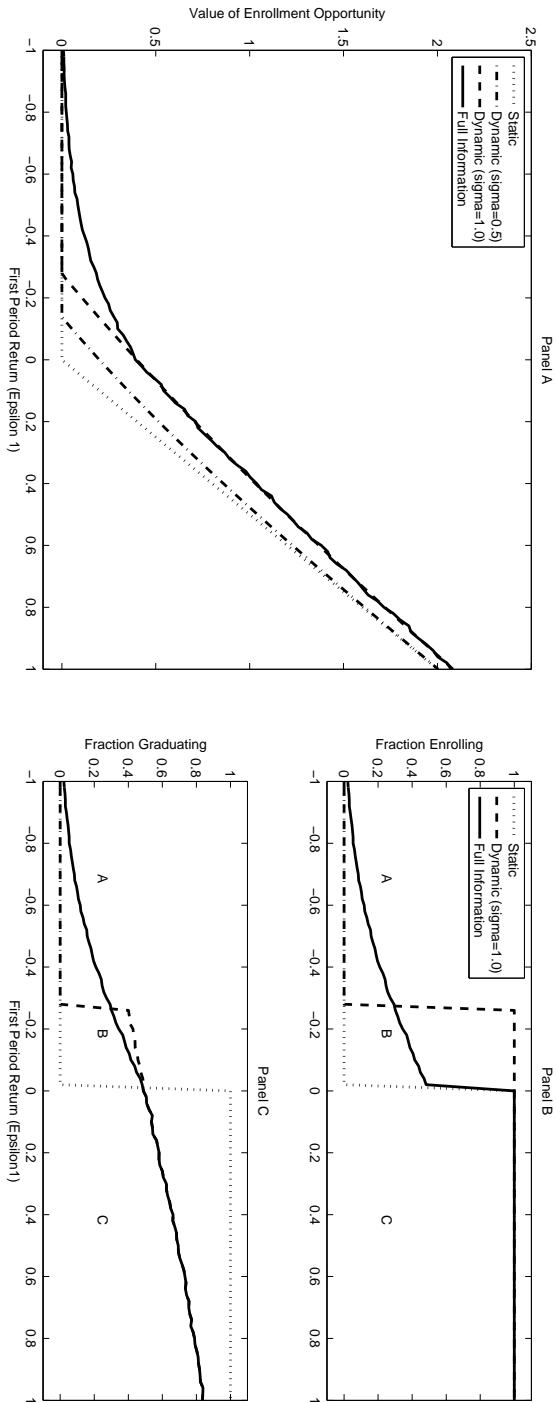 Panel A
Value of Enrollment Opportunity
2.5
2
1.5
1
0.5
0
−1
−0.8
−0.6
−0.4
−0.2
0
0.2
0.4
0.6
0.8
1
First Period Return (Epsilon 1)
Static
Dynamic (sigma=0.5)
Dynamic (sigma=1.0)
Full Information
Panel B
Fraction Enrolling
1
0.8
0.6
0.4
0.2
0
−1
−0.8
−0.6
−0.4
−0.2
0
0.2
0.4
0.6
0.8
1
Static
Dynamic (sigma=1.0)
Full Information
A
B
C
Panel C
Fraction Graduating
1
0.8
0.6
0.4
0.2
0
−1
−0.8
−0.6
−0.4
−0.2
0
0.2
0.4
0.6
0.8
1
A
B
C
First Period Return (Epsilon1)